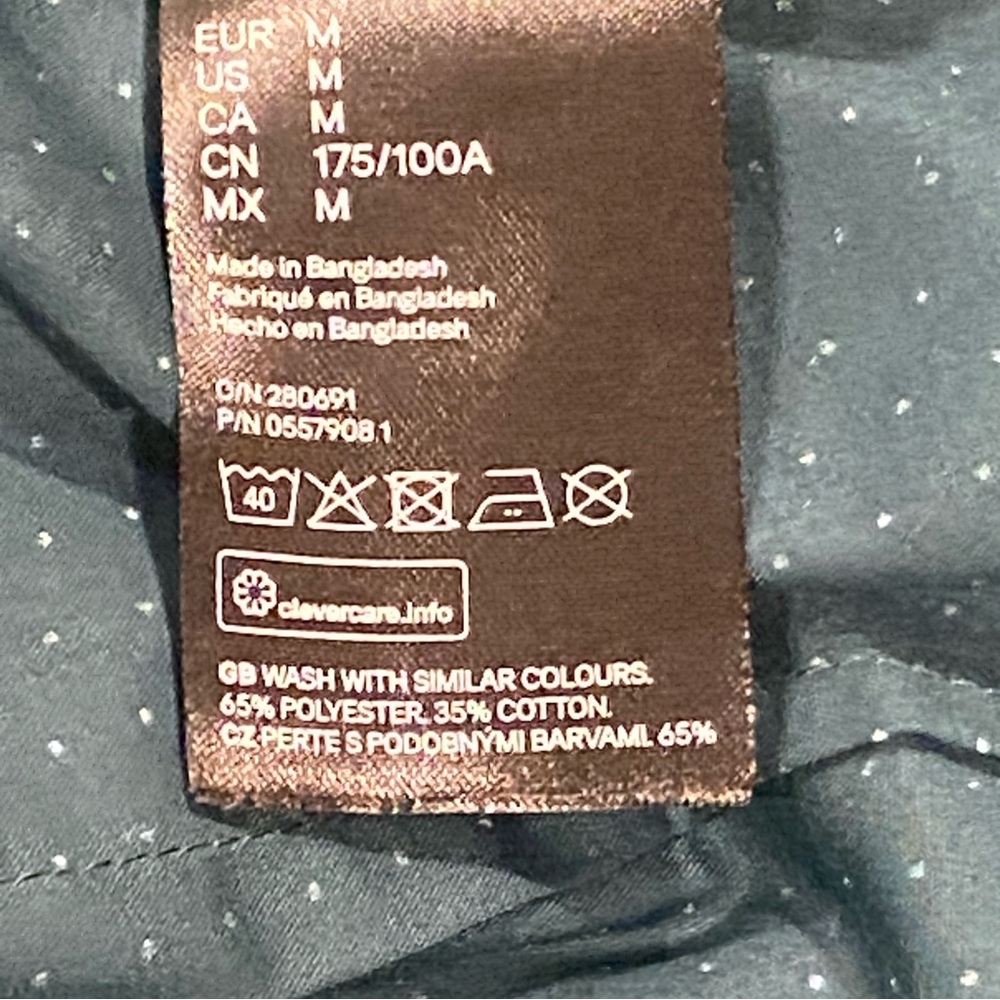 EUR M
US M
CA M
CN 175/100A
MX M
Made in Bangladesh
Fabriqué en Bangladesh
Hecho en Bangladesh
O/N 280691
P/N 0557908 1
40
clevercare.info
GB WASH WITH SIMILAR COLOURS.
65% POLYESTER. 35% COTTON.
CZ PERTE S PODOBNÝMI BARVAMI. 65%